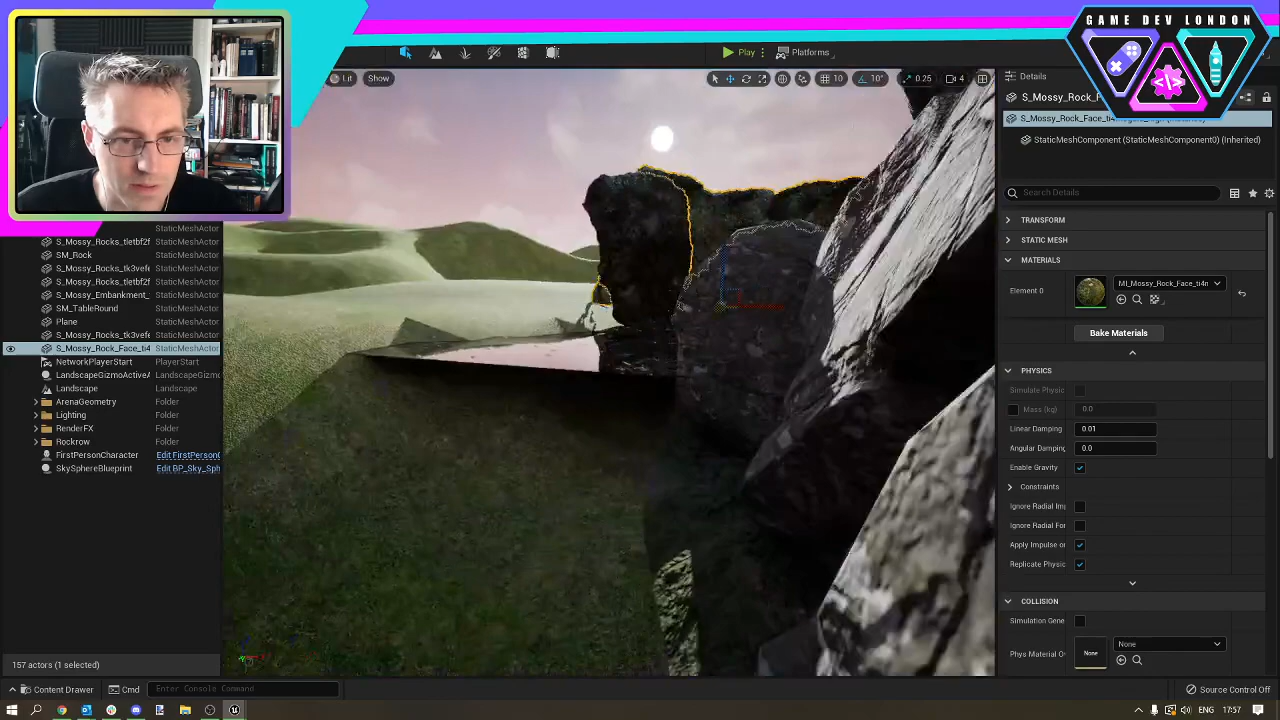 GAME DEV LONDON
Lit
Show
Play
Platforms
10
10°
0.25
4
Details
S_Mossy_Rock_F
StaticMeshComponent (StaticMeshComponent0) (Inherited)
Search Details
TRANSFORM
STATIC MESH
MATERIALS
Element 0
MI_Mossy_Rock_Face_ti4n
Bake Materials
PHYSICS
Simulate Physic
Mass (kg)
0.0
Linear Damping
0.01
Angular Damping
0.0
Enable Gravity
Constraints
Ignore Radial Im
Ignore Radial For
Apply Impulse on
Replicate Physic
COLLISION
Simulation Gene
Phys Material O
None
None
StaticMeshActor
S_Mossy_Rocks_tletbf2f StaticMeshActor
SM_Rock StaticMeshActor
S_Mossy_Rocks_tk3vefe StaticMeshActor
S_Mossy_Rocks_tletbf2f StaticMeshActor
S_Mossy_Embankment_ StaticMeshActor
SM_TableRound StaticMeshActor
Plane StaticMeshActor
S_Mossy_Rocks_tk3vefe StaticMeshActor
S_Mossy_Rock_Face_ti4 StaticMeshActor
NetworkPlayerStart PlayerStart
LandscapeGizmoActiveA LandscapeGizmo
Landscape Landscape
ArenaGeometry Folder
Lighting Folder
RenderFX Folder
Rockrow Folder
FirstPersonCharacter Edit FirstPerson
SkySphereBlueprint Edit BP_Sky_Sph
157 actors (1 selected)
Content Drawer
Cmd
Enter Console Command
Source Control Off
ENG
17:57